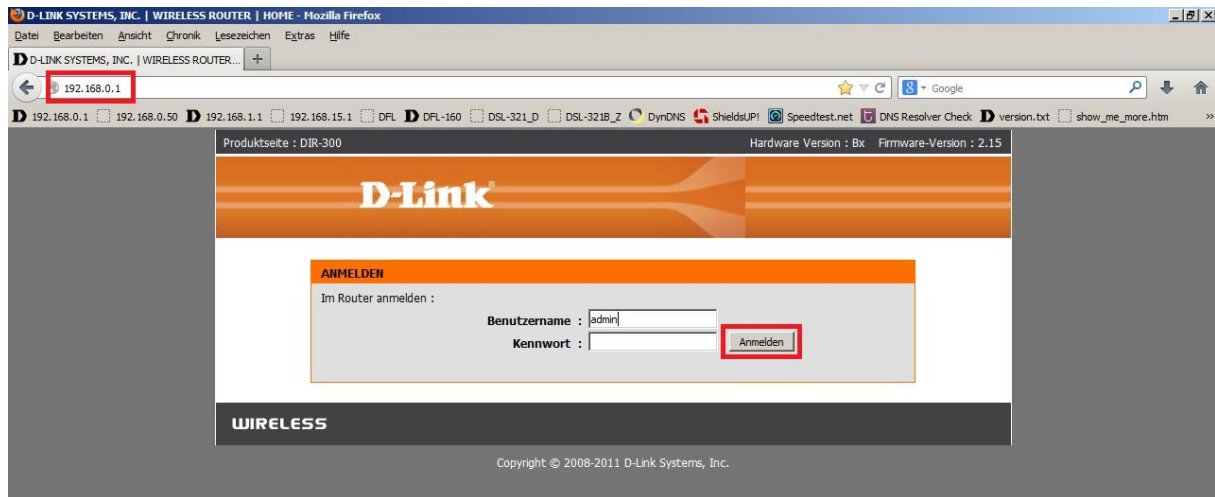 D-LINK SYSTEMS, INC. | WIRELESS ROUTER | HOME - Mozilla Firefox
Datei Bearbeiten Ansicht Chronik Lesezeichen Extras Hilfe
D-LINK SYSTEMS, INC. | WIRELESS ROUTER... +
192.168.0.1
8 Google
192.168.0.1 192.168.0.50 192.168.1.1 192.168.15.1 DFL DFL-160 DSL-321_D DSL-321B_Z DynDNS ShieldsUP! Speedtest.net DNS Resolver Check version.txt show_me_more.htm »
Produktseite : DIR-300 Hardware Version : Bx Firmware-Version : 2.15
D-Link®
ANMELDEN
Im Router anmelden :
Benutzername : admin
Kennwort : Anmelden
WIRELESS
Copyright © 2008-2011 D-Link Systems, Inc.